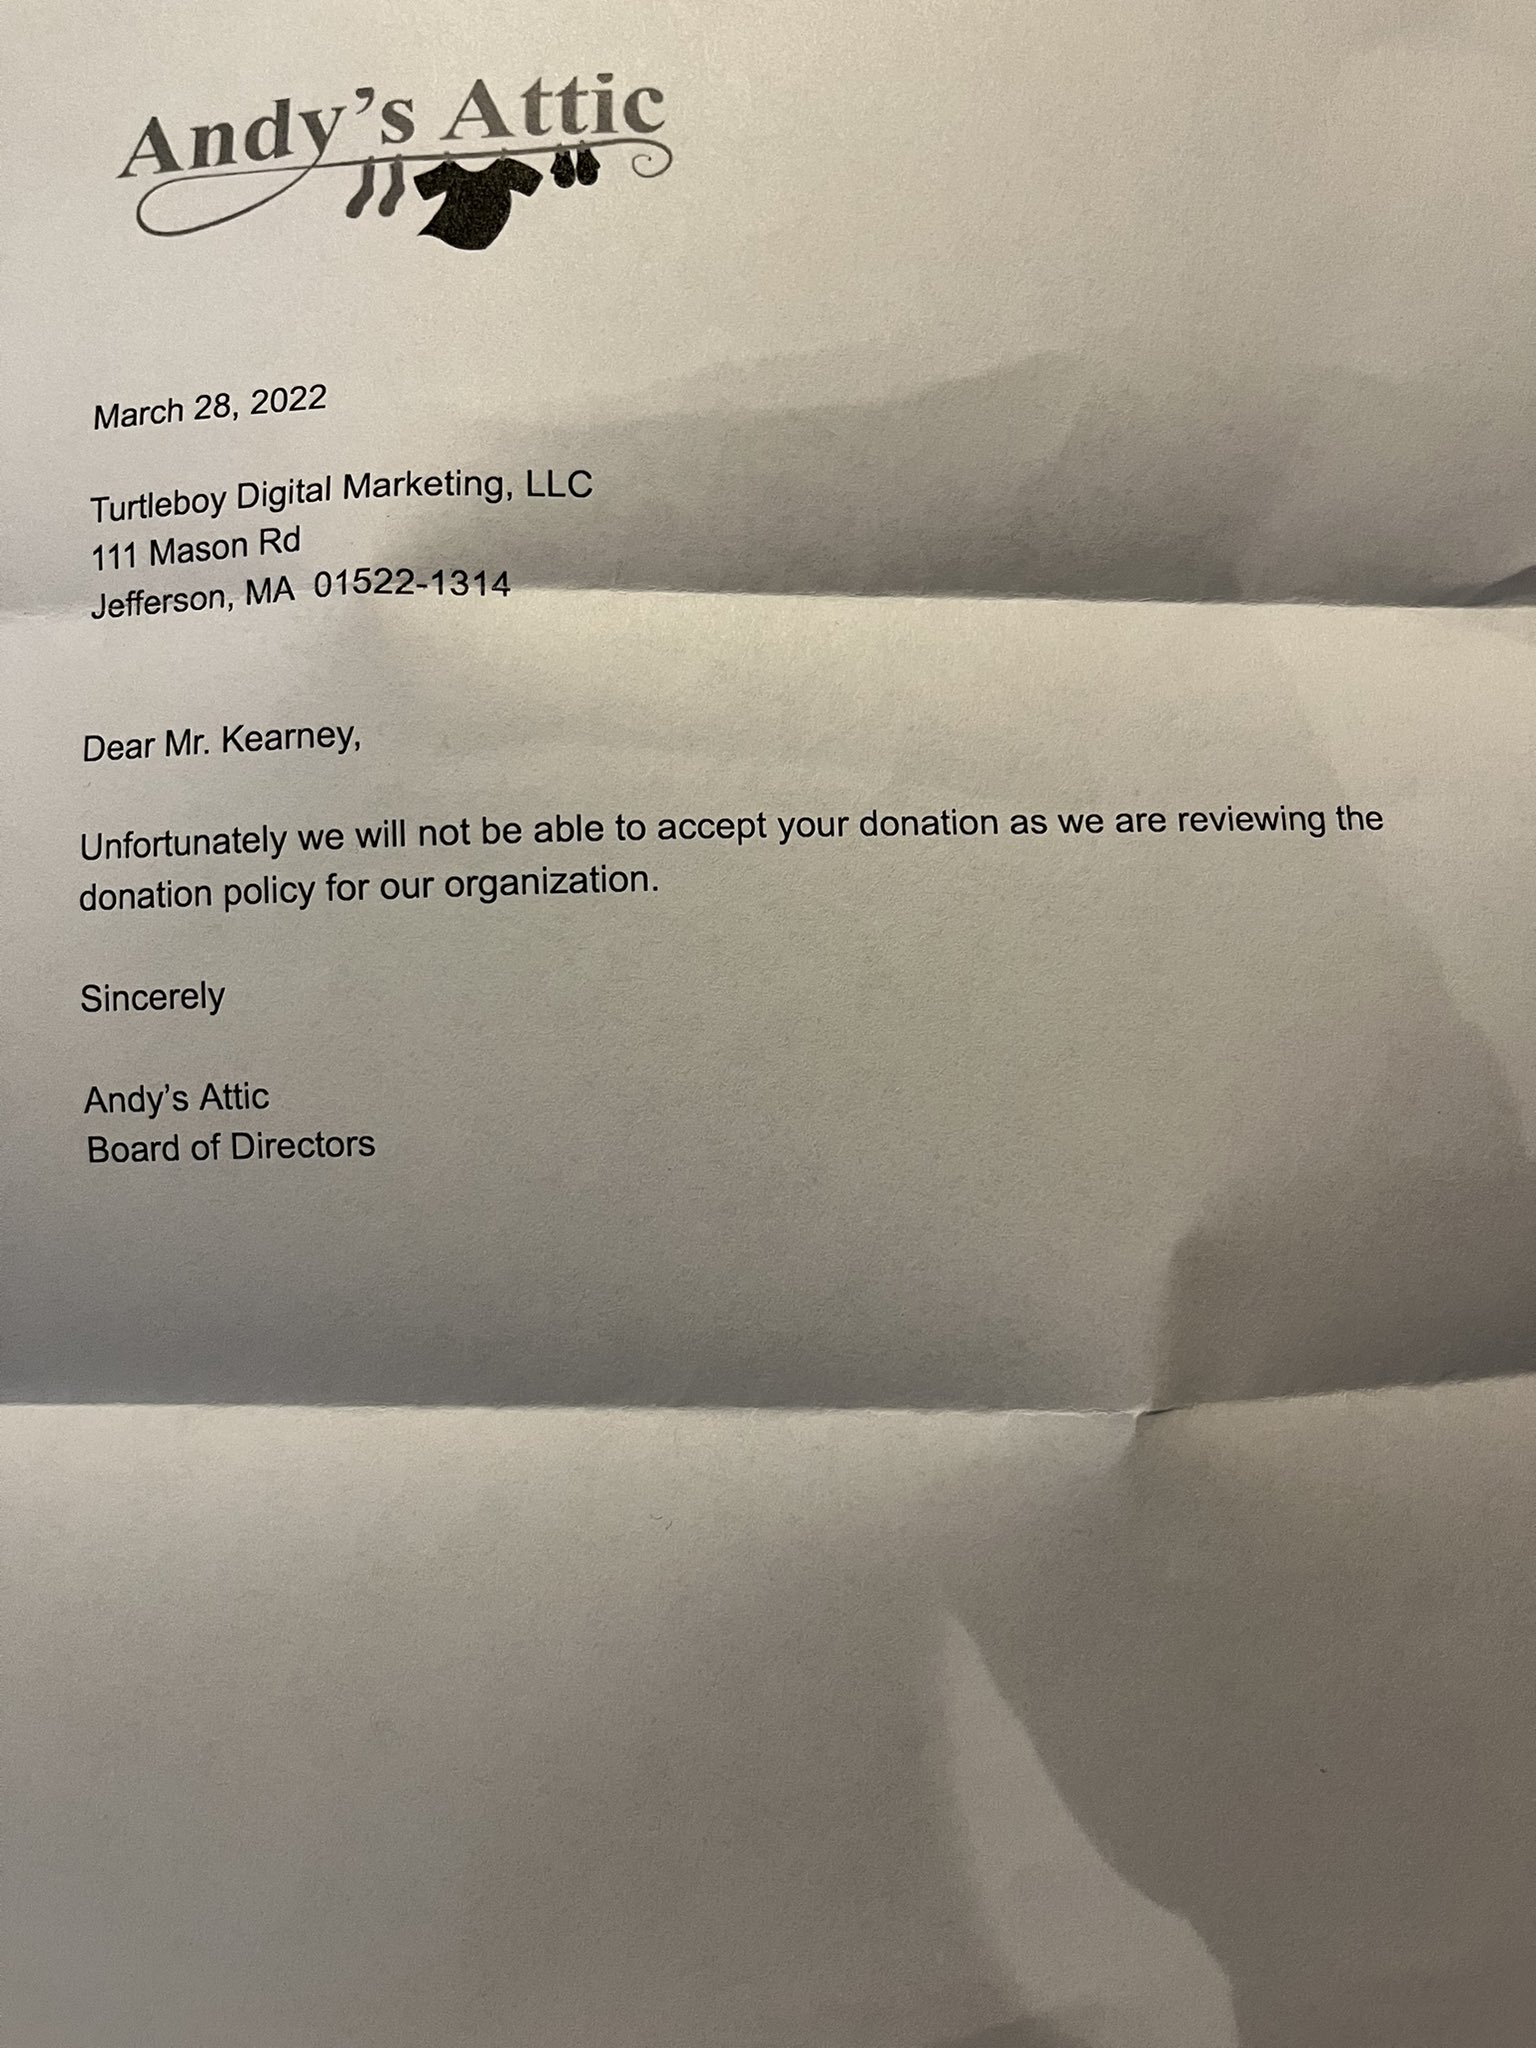 Andy's Attic
March 28, 2022
Turtleboy Digital Marketing, LLC
111 Mason Rd
Jefferson, MA 01522-1314
Dear Mr. Kearney,
Unfortunately we will not be able to accept your donation as we are reviewing the
donation policy for our organization.
Sincerely
Andy's Attic
Board of Directors